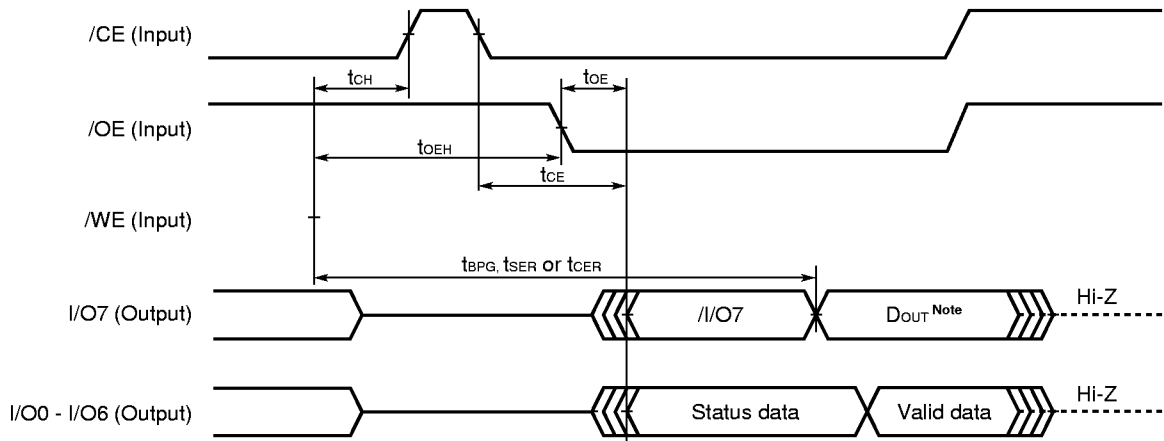 /CE (Input)
tCH
tOE
/OE (Input)
tOEH
tCE
/WE (Input)
tBPG, tSER or tCER
I/O7 (Output)
/I/O7
DOUT Note
Hi-Z
I/O0 - I/O6 (Output)
Status data
Valid data
Hi-Z